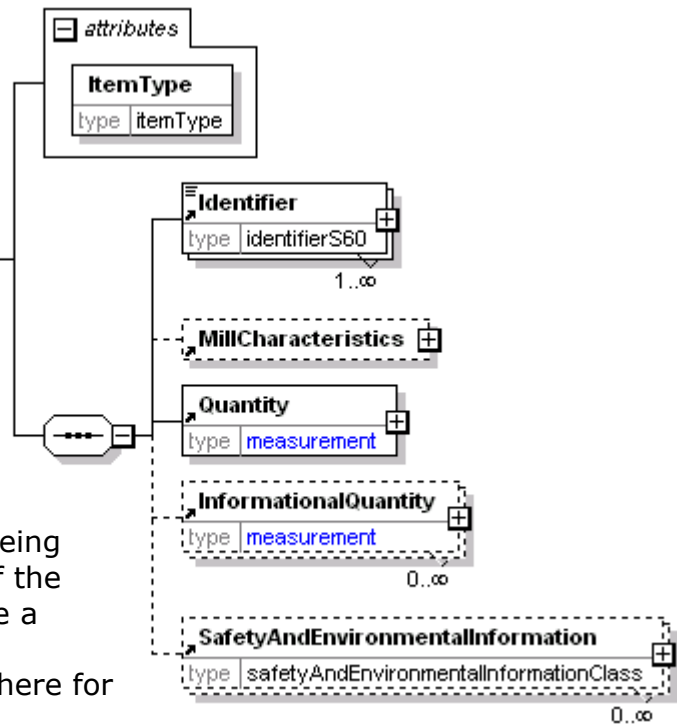 attributes
ItemType
type itemType
Identifier
type identifierS60
1..∞
MillCharacteristics
Quantity
type measurement
InformationalQuantity
type measurement
0..∞
SafetyAndEnvironmentalInformation
type safetyAndEnvironmentalInformationClass
0..∞
eing
f the
e a
here for